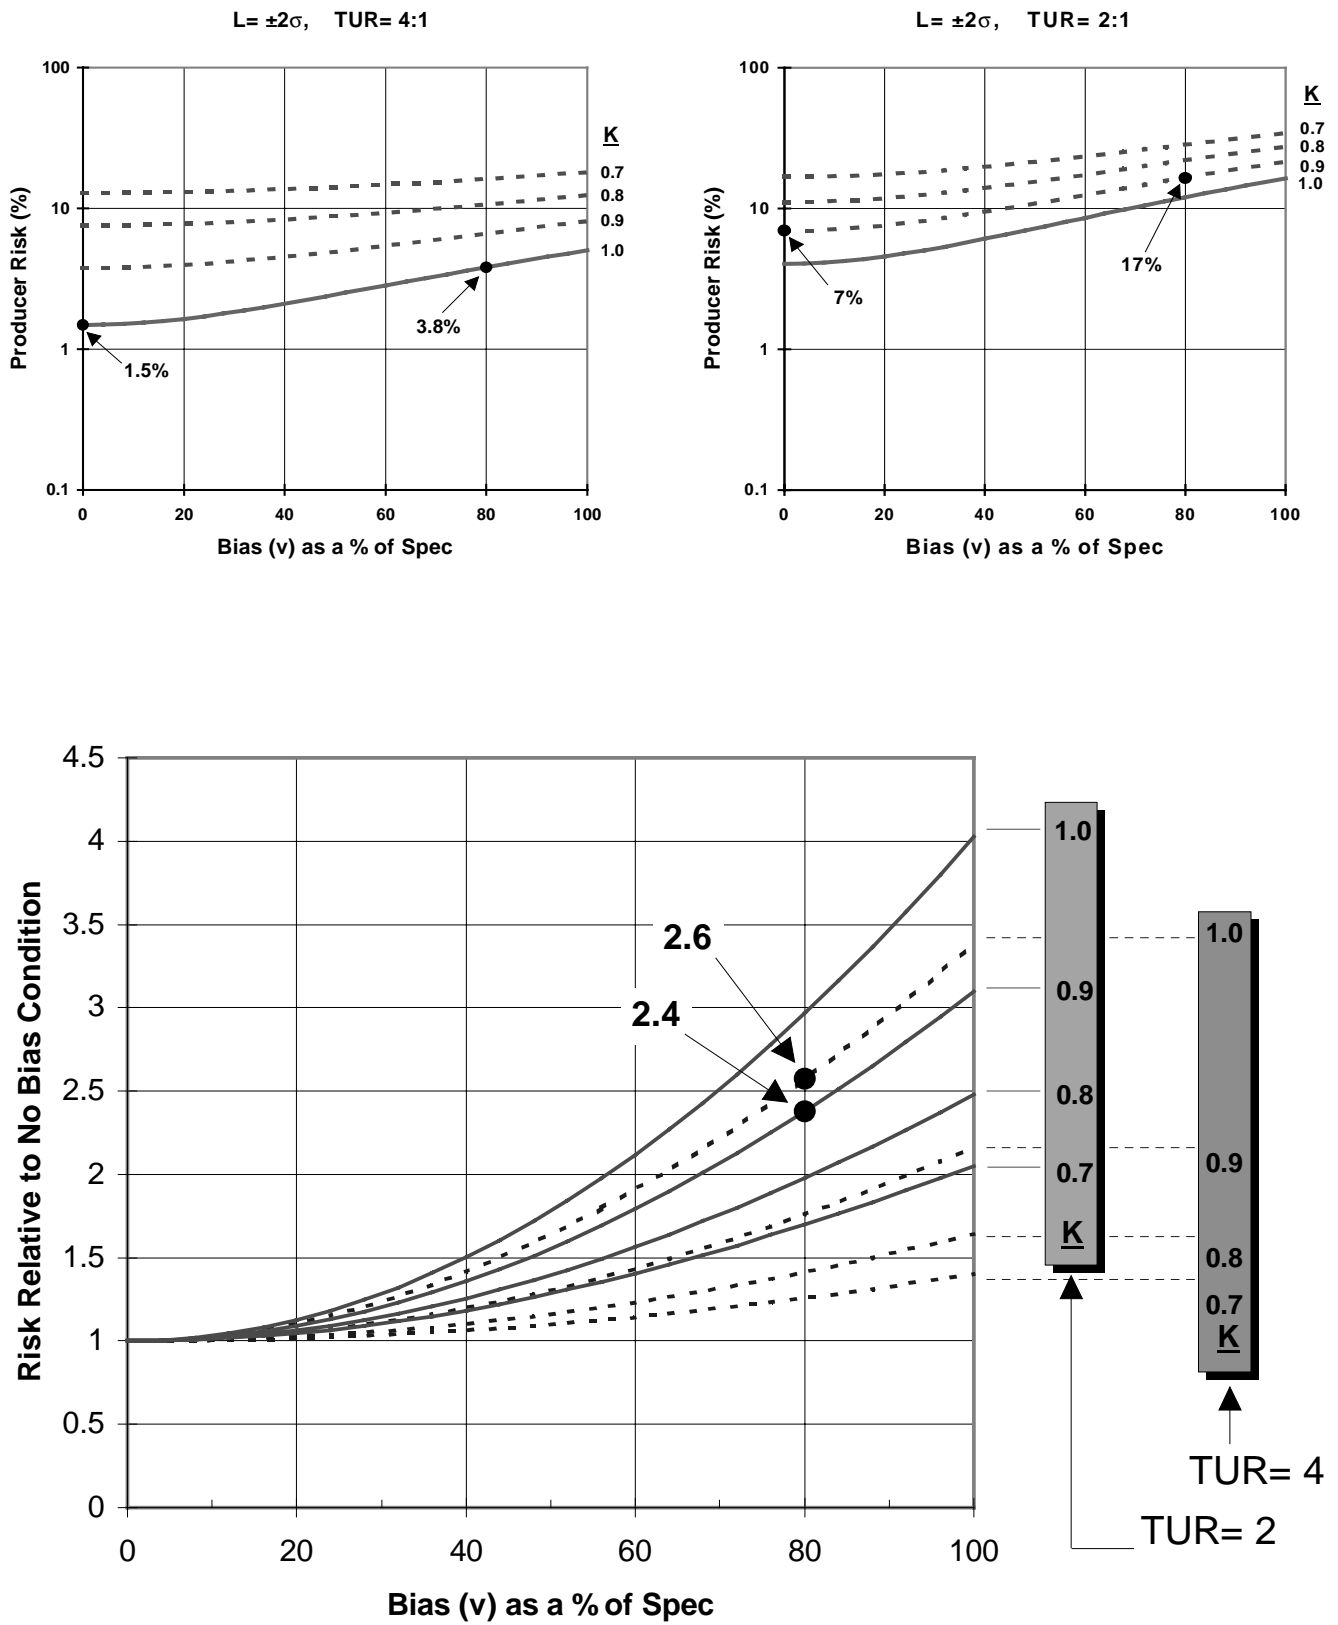 L= ±2σ, TUR= 4:1
100
10
1
0.1
Producer Risk (%)
K
0.7
0.8
0.9
1.0
1.5%
3.8%
0 20 40 60 80 100
Bias (v) as a % of Spec
L= ±2σ, TUR= 2:1
100
10
1
0.1
Producer Risk (%)
K
0.7
0.8
0.9
1.0
7%
17%
0 20 40 60 80 100
Bias (v) as a % of Spec
4.5
4
3.5
3
2.5
2
1.5
1
0.5
0
Risk Relative to No Bias Condition
2.6
2.4
0 20 40 60 80 100
Bias (v) as a % of Spec
1.0
0.9
0.8
0.7
K
1.0
0.9
0.8
0.7
K
TUR= 4
TUR= 2